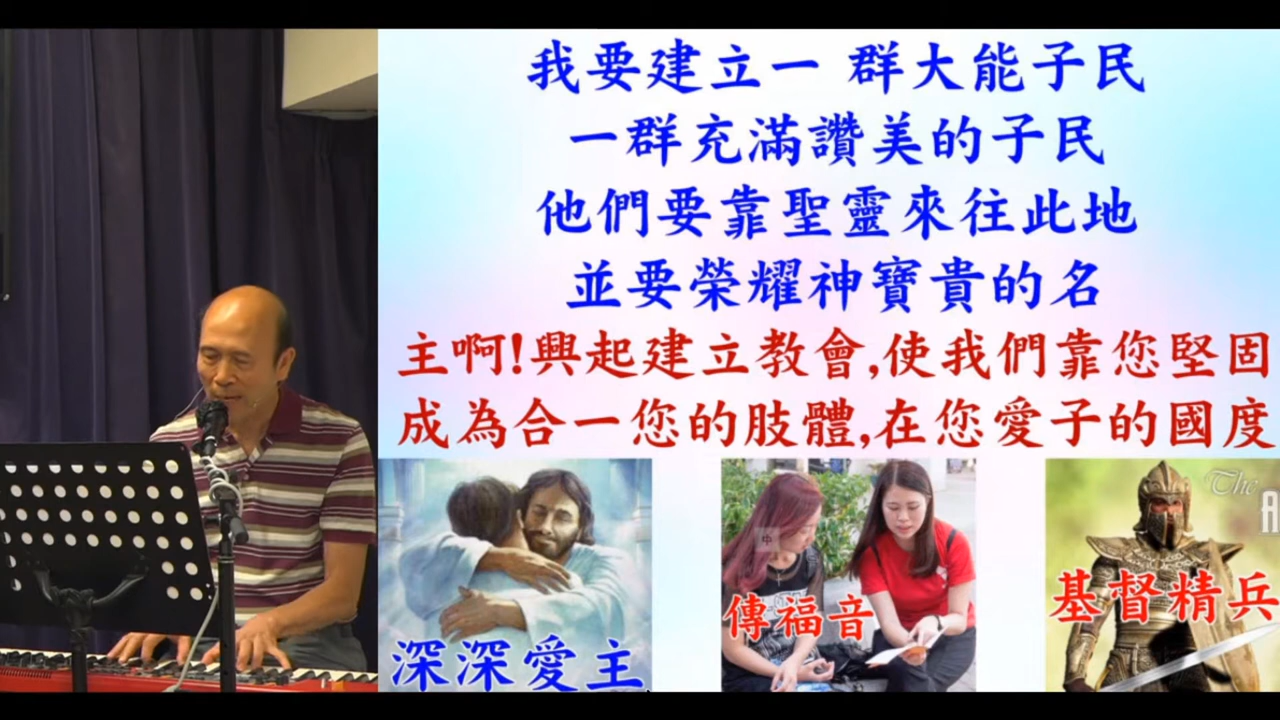 我要建立一 群大能子民
一群充滿讚美的子民
他們要靠聖靈來往此地
並要榮耀神寶貴的名
主啊!興起建立教會,使我們靠您堅固
成為合一您的肢體,在您愛子的國度
The
A
中
傳福音
基督精兵
深深愛主